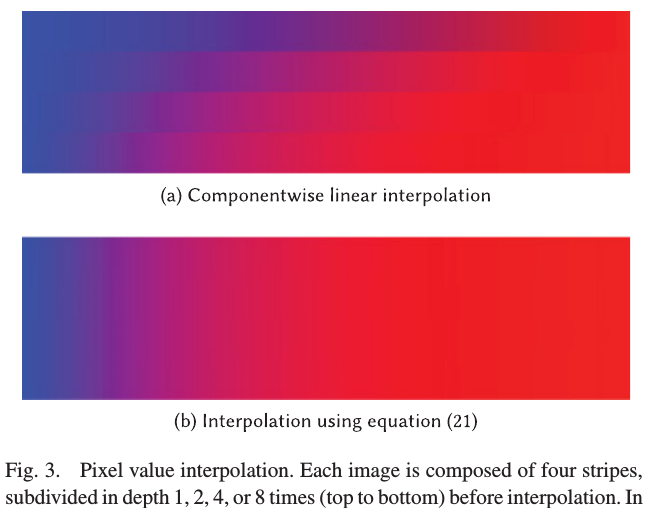 (a) Componentwise linear interpolation
(b) Interpolation using equation (21)
Fig. 3. Pixel value interpolation. Each image is composed of four stripes,
subdivided in depth 1, 2, 4, or 8 times (top to bottom) before interpolation. In